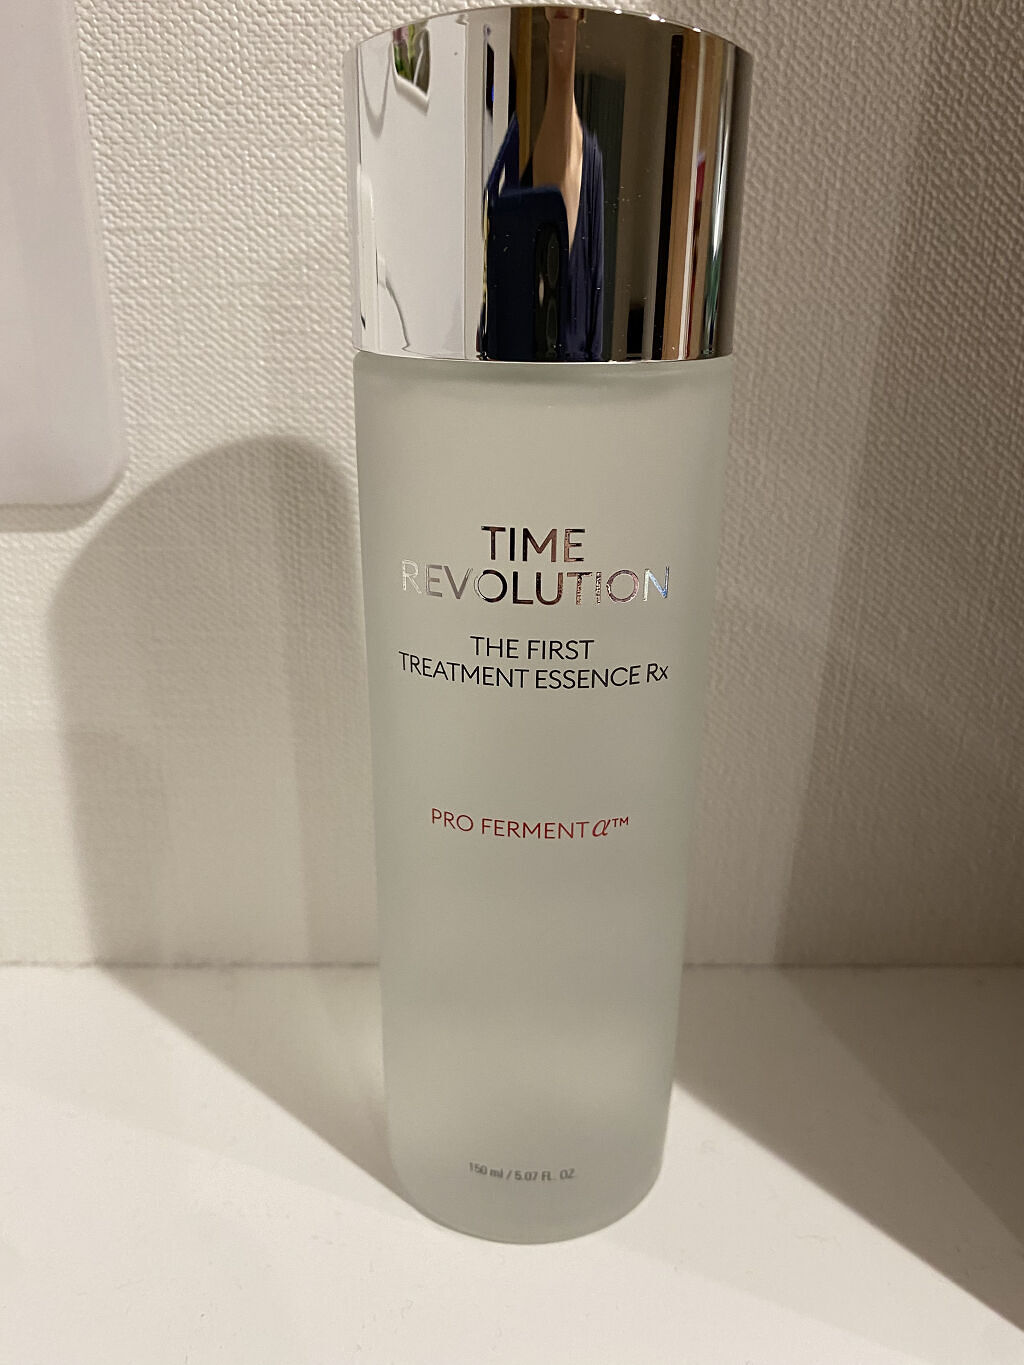 TIME
REVOLUTION
THE FIRST
TREATMENT ESSENCE Rx
PRO FERMENT α™
150 ml / 5.07 FL. OZ.